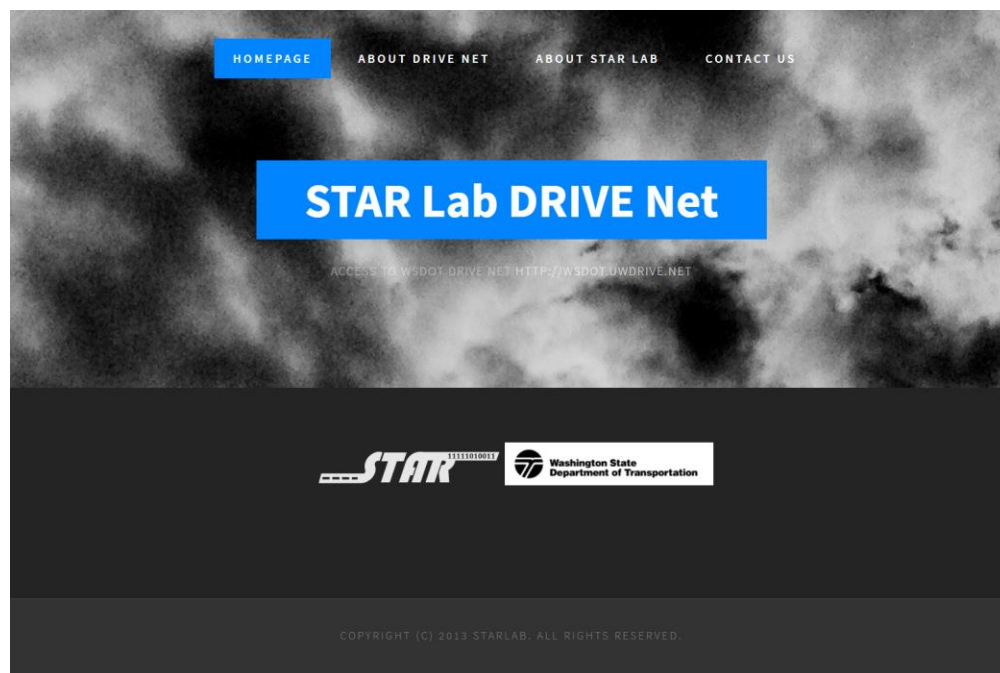 HOMEPAGE ABOUT DRIVE NET ABOUT STAR LAB CONTACT US
STAR Lab DRIVE Net
ACCESS TO WSDOT DRIVE NET HTTP://WSDOT.UWDRIVE.NET
STAR 11111010011
Washington State
Department of Transportation
COPYRIGHT (C) 2013 STARLAB. ALL RIGHTS RESERVED.